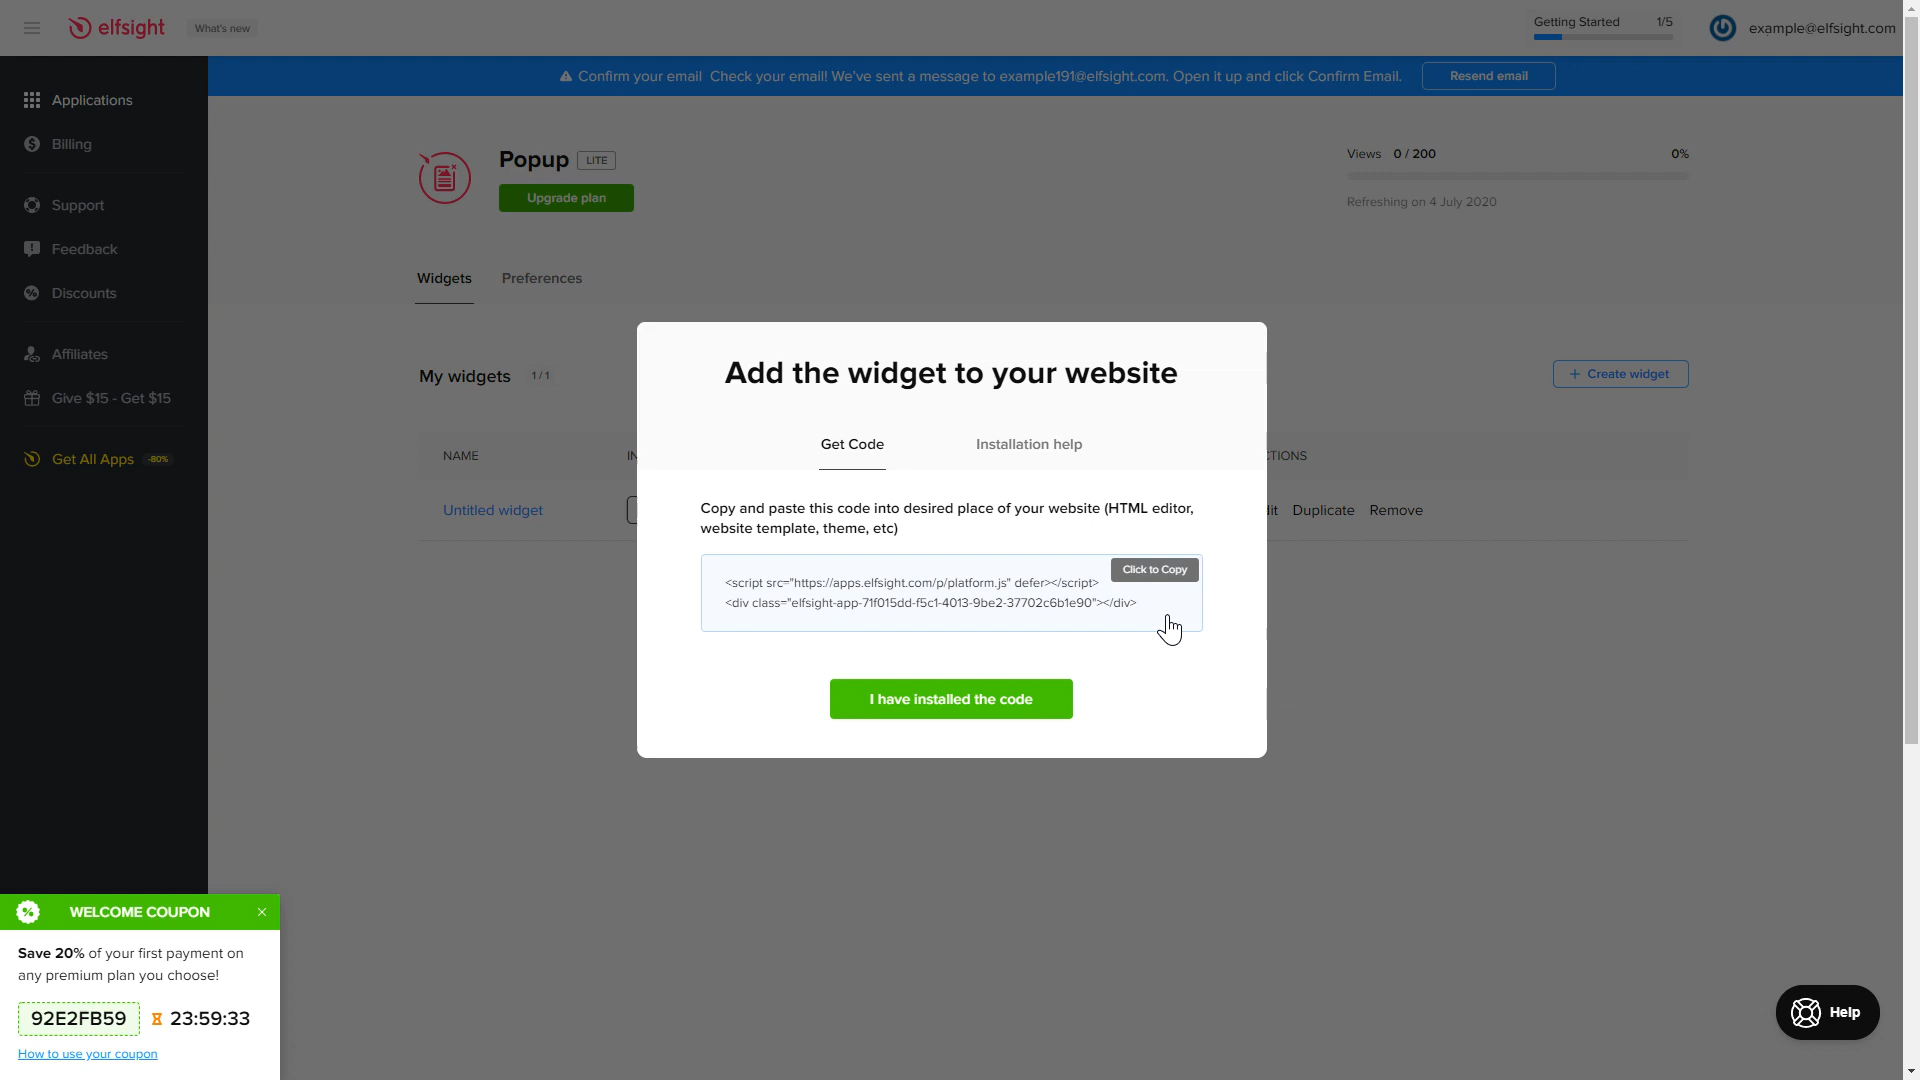 elfsight
What's new
Getting Started 1/5
example@elfsight.com
Confirm your email Check your email! We've sent a message to example191@elfsight.com. Open it up and click Confirm Email.
Resend email
Applications
Billing
Support
Feedback
Discounts
Affiliates
Give $15 - Get $15
Get All Apps -80%
Popup LITE
Upgrade plan
Views 0 / 200 0%
Refreshing on 4 July 2020
Widgets Preferences
My widgets 1 / 1
+ Create widget
NAME IN CTIONS
Untitled widget dit Duplicate Remove
Add the widget to your website
Get Code Installation help
Copy and paste this code into desired place of your website (HTML editor,
website template, theme, etc)
Click to Copy
<script src="https://apps.elfsight.com/p/platform.js" defer></script>
<div class="elfsight-app-71f015dd-f5c1-4013-9be2-37702c6b1e90"></div>
I have installed the code
WELCOME COUPON
Save 20% of your first payment on
any premium plan you choose!
92E2FB59 23:59:33
How to use your coupon
Help